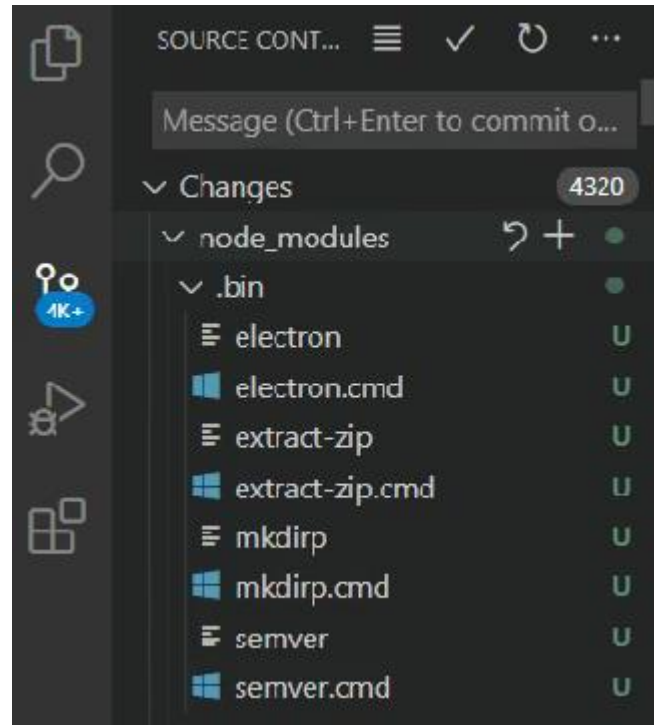 SOURCE CONT...
Message (Ctrl+Enter to commit o...
Changes 4320
node_modules
.bin
4K+
electron U
electron.cmd U
extract-zip U
extract-zip.cmd U
mkdirp U
mkdirp.cmd U
semver U
semver.cmd U